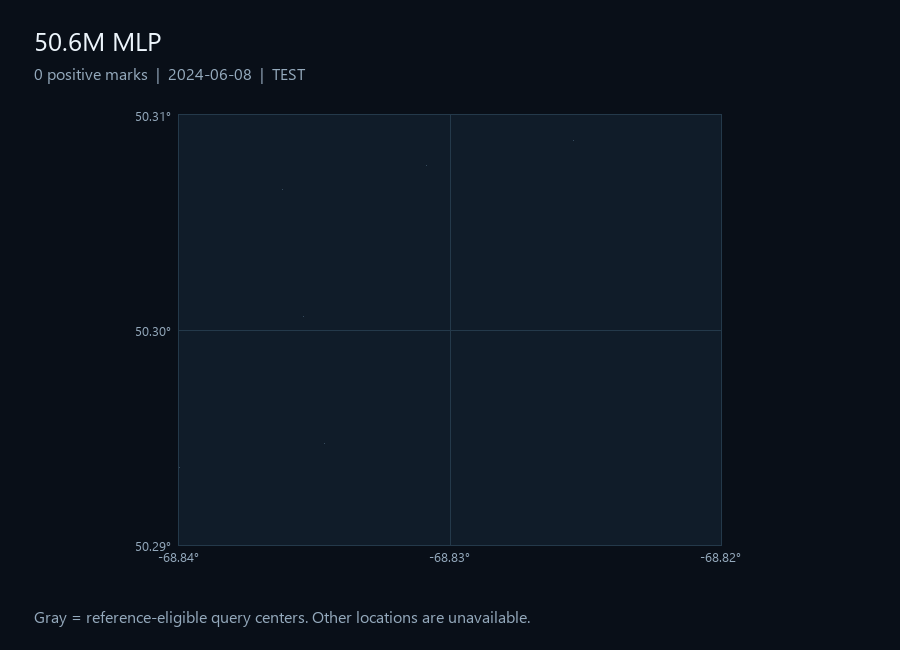 50.6M MLP
0 positive marks | 2024-06-08 | TEST
50.31°
50.30°
50.29°
-68.84° -68.83° -68.82°
Gray = reference-eligible query centers. Other locations are unavailable.